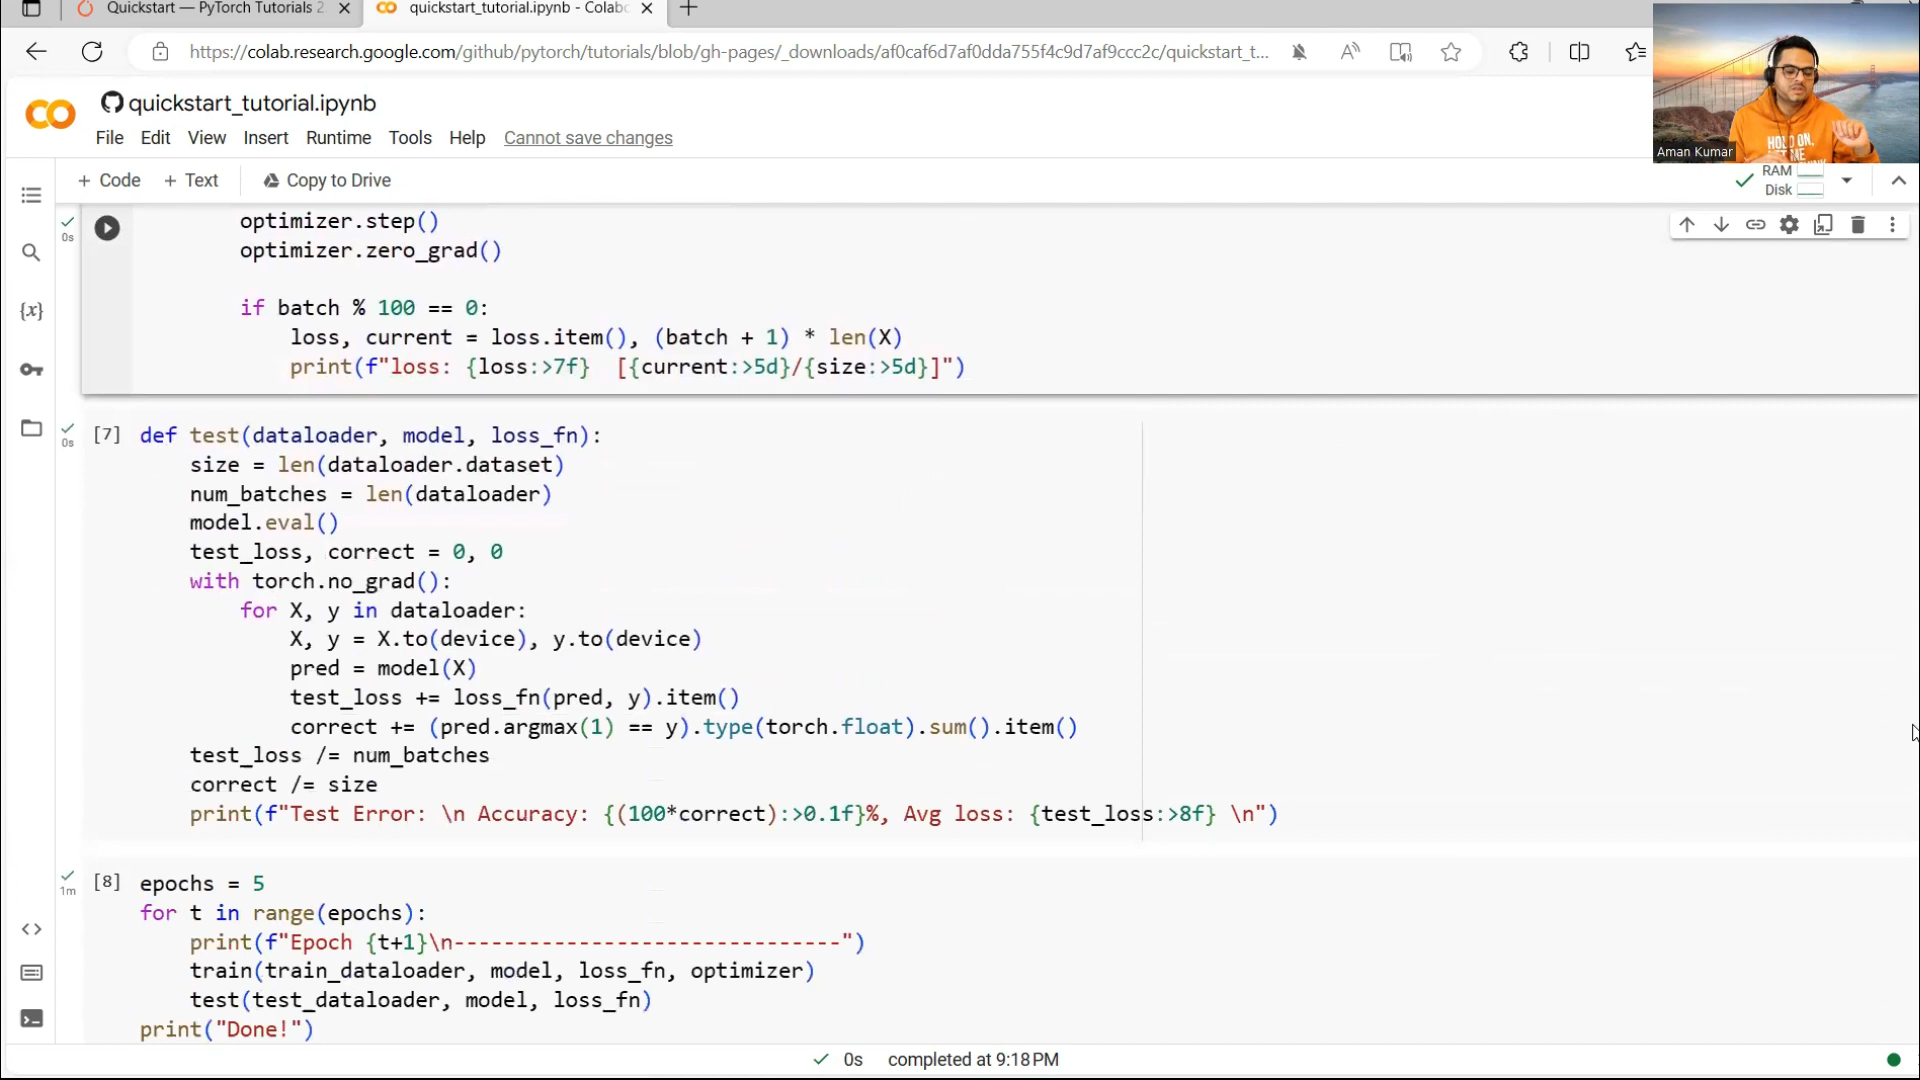 Quickstart — PyTorch Tutorials 2
quickstart_tutorial.ipynb - Colab
https://colab.research.google.com/github/pytorch/tutorials/blob/gh-pages/_downloads/af0caf6d7af0dda755f4c9d7af9ccc2c/quickstart_t...
quickstart_tutorial.ipynb
File Edit View Insert Runtime Tools Help Cannot save changes
Aman Kumar
+ Code + Text Copy to Drive
RAM
Disk
optimizer.step()
optimizer.zero_grad()
if batch % 100 == 0:
loss, current = loss.item(), (batch + 1) * len(X)
print(f"loss: {loss:>7f}  [{current:>5d}/{size:>5d}]")
0s
[7] def test(dataloader, model, loss_fn):
0s
size = len(dataloader.dataset)
num_batches = len(dataloader)
model.eval()
test_loss, correct = 0, 0
with torch.no_grad():
for X, y in dataloader:
X, y = X.to(device), y.to(device)
pred = model(X)
test_loss += loss_fn(pred, y).item()
correct += (pred.argmax(1) == y).type(torch.float).sum().item()
test_loss /= num_batches
correct /= size
print(f"Test Error: \n Accuracy: {(100*correct):>0.1f}%, Avg loss: {test_loss:>8f} \n")
[8] epochs = 5
1m
for t in range(epochs):
print(f"Epoch {t+1}\n-------------------------------")
train(train_dataloader, model, loss_fn, optimizer)
test(test_dataloader, model, loss_fn)
print("Done!")
0s completed at 9:18 PM